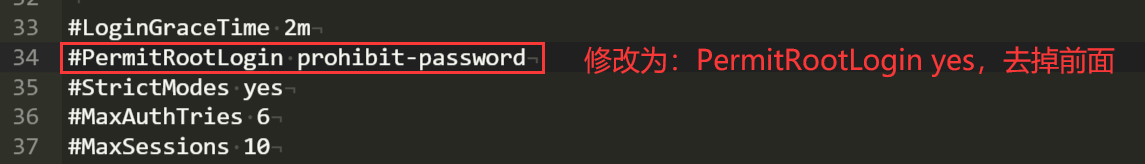 33 #LoginGraceTime 2m
34 #PermitRootLogin prohibit-password 修改为：PermitRootLogin yes，去掉前面
35 #StrictModes yes
36 #MaxAuthTries 6
37 #MaxSessions 10